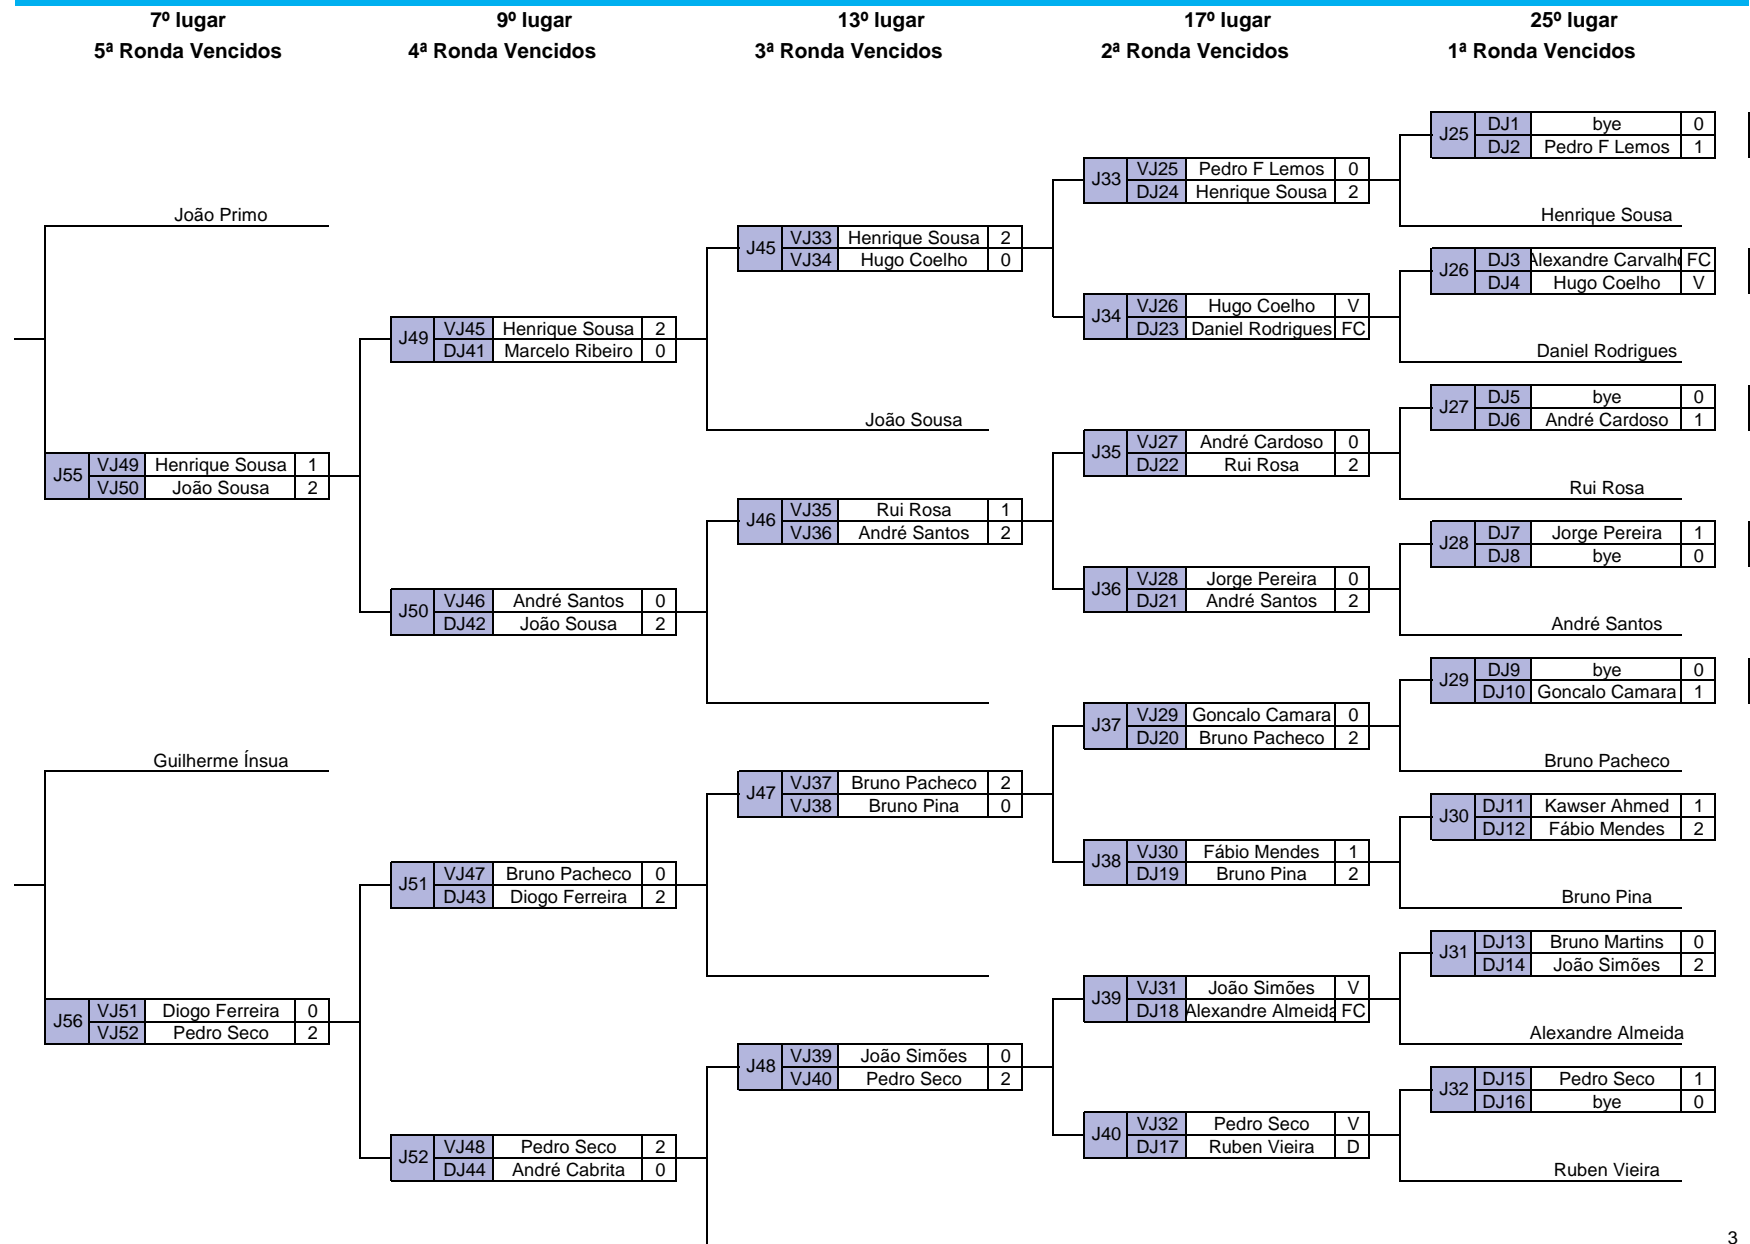 7º lugar 9º lugar 13º lugar 17º lugar 25º lugar
5ª Ronda Vencidos 4ª Ronda Vencidos 3ª Ronda Vencidos 2ª Ronda Vencidos 1ª Ronda Vencidos
J25 DJ1 bye 0
DJ2 Pedro F Lemos 1
J33 VJ25 Pedro F Lemos 0
DJ24 Henrique Sousa 2
João Primo
Henrique Sousa
J45 VJ33 Henrique Sousa 2
VJ34 Hugo Coelho 0
J26 DJ3 Alexandre Carvalho FC
DJ4 Hugo Coelho V
J34 VJ26 Hugo Coelho V
DJ23 Daniel Rodrigues FC
J49 VJ45 Henrique Sousa 2
DJ41 Marcelo Ribeiro 0
Daniel Rodrigues
J27 DJ5 bye 0
DJ6 André Cardoso 1
João Sousa
J35 VJ27 André Cardoso 0
DJ22 Rui Rosa 2
J55 VJ49 Henrique Sousa 1
VJ50 João Sousa 2
Rui Rosa
J46 VJ35 Rui Rosa 1
VJ36 André Santos 2
J28 DJ7 Jorge Pereira 1
DJ8 bye 0
J36 VJ28 Jorge Pereira 0
DJ21 André Santos 2
J50 VJ46 André Santos 0
DJ42 João Sousa 2
André Santos
J29 DJ9 bye 0
DJ10 Goncalo Camara 1
J37 VJ29 Goncalo Camara 0
DJ20 Bruno Pacheco 2
Guilherme Ínsua
Bruno Pacheco
J47 VJ37 Bruno Pacheco 2
VJ38 Bruno Pina 0
J30 DJ11 Kawser Ahmed 1
DJ12 Fábio Mendes 2
J38 VJ30 Fábio Mendes 1
DJ19 Bruno Pina 2
J51 VJ47 Bruno Pacheco 0
DJ43 Diogo Ferreira 2
Bruno Pina
J31 DJ13 Bruno Martins 0
DJ14 João Simões 2
J39 VJ31 João Simões V
DJ18 Alexandre Almeida FC
J56 VJ51 Diogo Ferreira 0
VJ52 Pedro Seco 2
Alexandre Almeida
J48 VJ39 João Simões 0
VJ40 Pedro Seco 2
J32 DJ15 Pedro Seco 1
DJ16 bye 0
J40 VJ32 Pedro Seco V
DJ17 Ruben Vieira D
J52 VJ48 Pedro Seco 2
DJ44 André Cabrita 0
Ruben Vieira
3